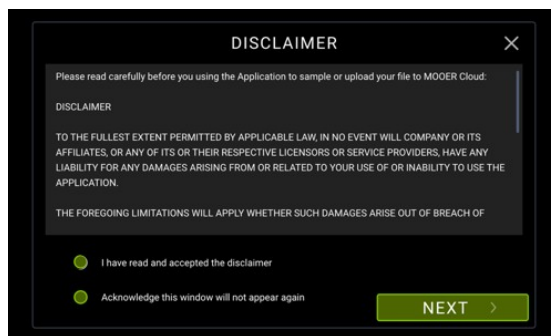 DISCLAIMER
Please read carefully before you using the Application to sample or upload your file to MOOER Cloud:
DISCLAIMER
TO THE FULLEST EXTENT PERMITTED BY APPLICABLE LAW, IN NO EVENT WILL COMPANY OR ITS
AFFILIATES, OR ANY OF ITS OR THEIR RESPECTIVE LICENSORS OR SERVICE PROVIDERS, HAVE ANY
LIABILITY FOR ANY DAMAGES ARISING FROM OR RELATED TO YOUR USE OF OR INABILITY TO USE THE
APPLICATION.
THE FOREGOING LIMITATIONS WILL APPLY WHETHER SUCH DAMAGES ARISE OUT OF BREACH OF
I have read and accepted the disclaimer
Acknowledge this window will not appear again
NEXT